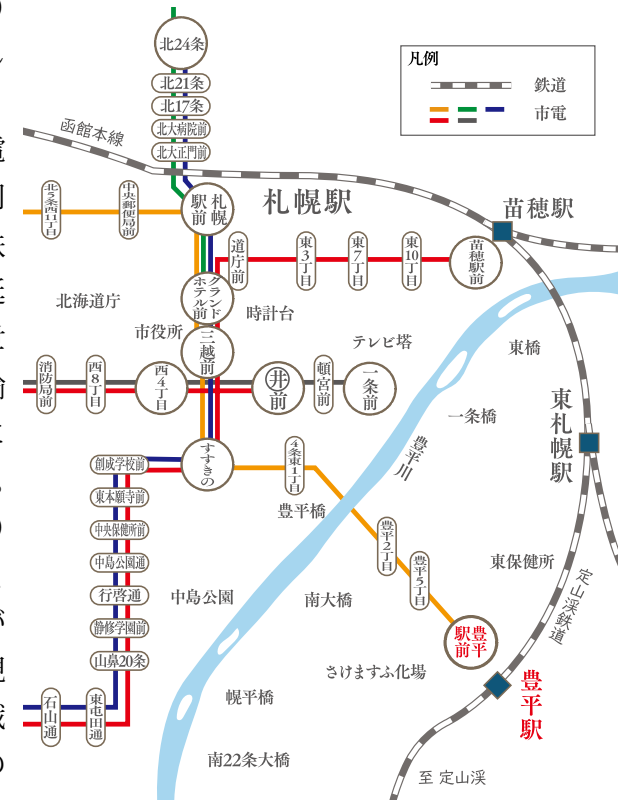 凡例
鉄道
市電
北24条
北21条
北17条
北大病院前
北大正門前
函館本線
北5条西11丁目
中央郵便局前
札幌駅前
札幌駅
苗穂駅
道庁前
東3丁目
東7丁目
東10丁目
苗穂駅前
グランドホテル前
北海道庁
時計台
市役所
三越前
テレビ塔
東橋
消防局前
西8丁目
西4丁目
㊇前
頓宮前
一条前
一条橋
東札幌駅
豊平川
すすきの
4条東1丁目
創成学校前
東本願寺前
中央保健所前
中島公園通
行啓通
静修学園前
山鼻20条
石山通
東屯田通
豊平橋
豊平2丁目
豊平5丁目
東保健所
定山渓鉄道
中島公園
南大橋
豊平駅前
さけますふ化場
豊平駅
幌平橋
南22条大橋
至 定山渓